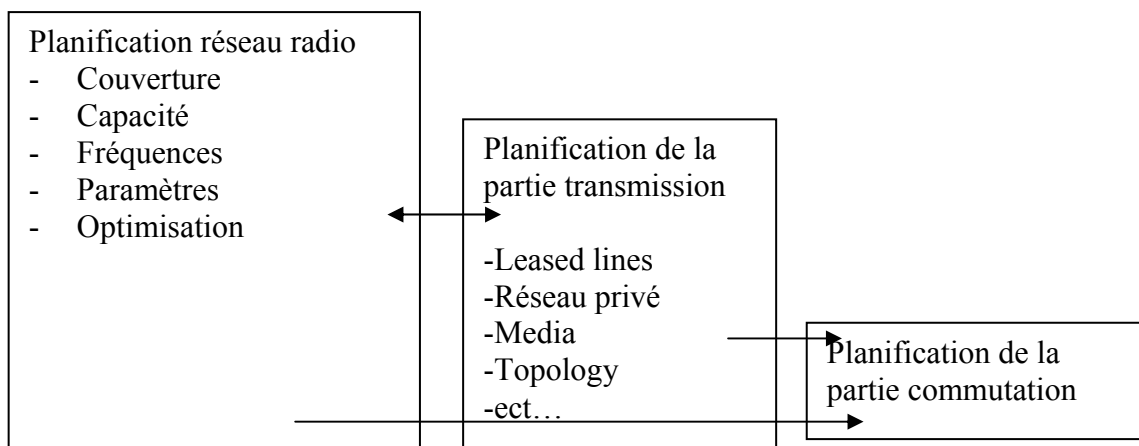 Planification réseau radio
- Couverture
- Capacité
- Fréquences
- Paramètres
- Optimisation
Planification de la
partie transmission
-Leased lines
-Réseau privé
-Media
-Topology
-ect…
Planification de la
partie commutation